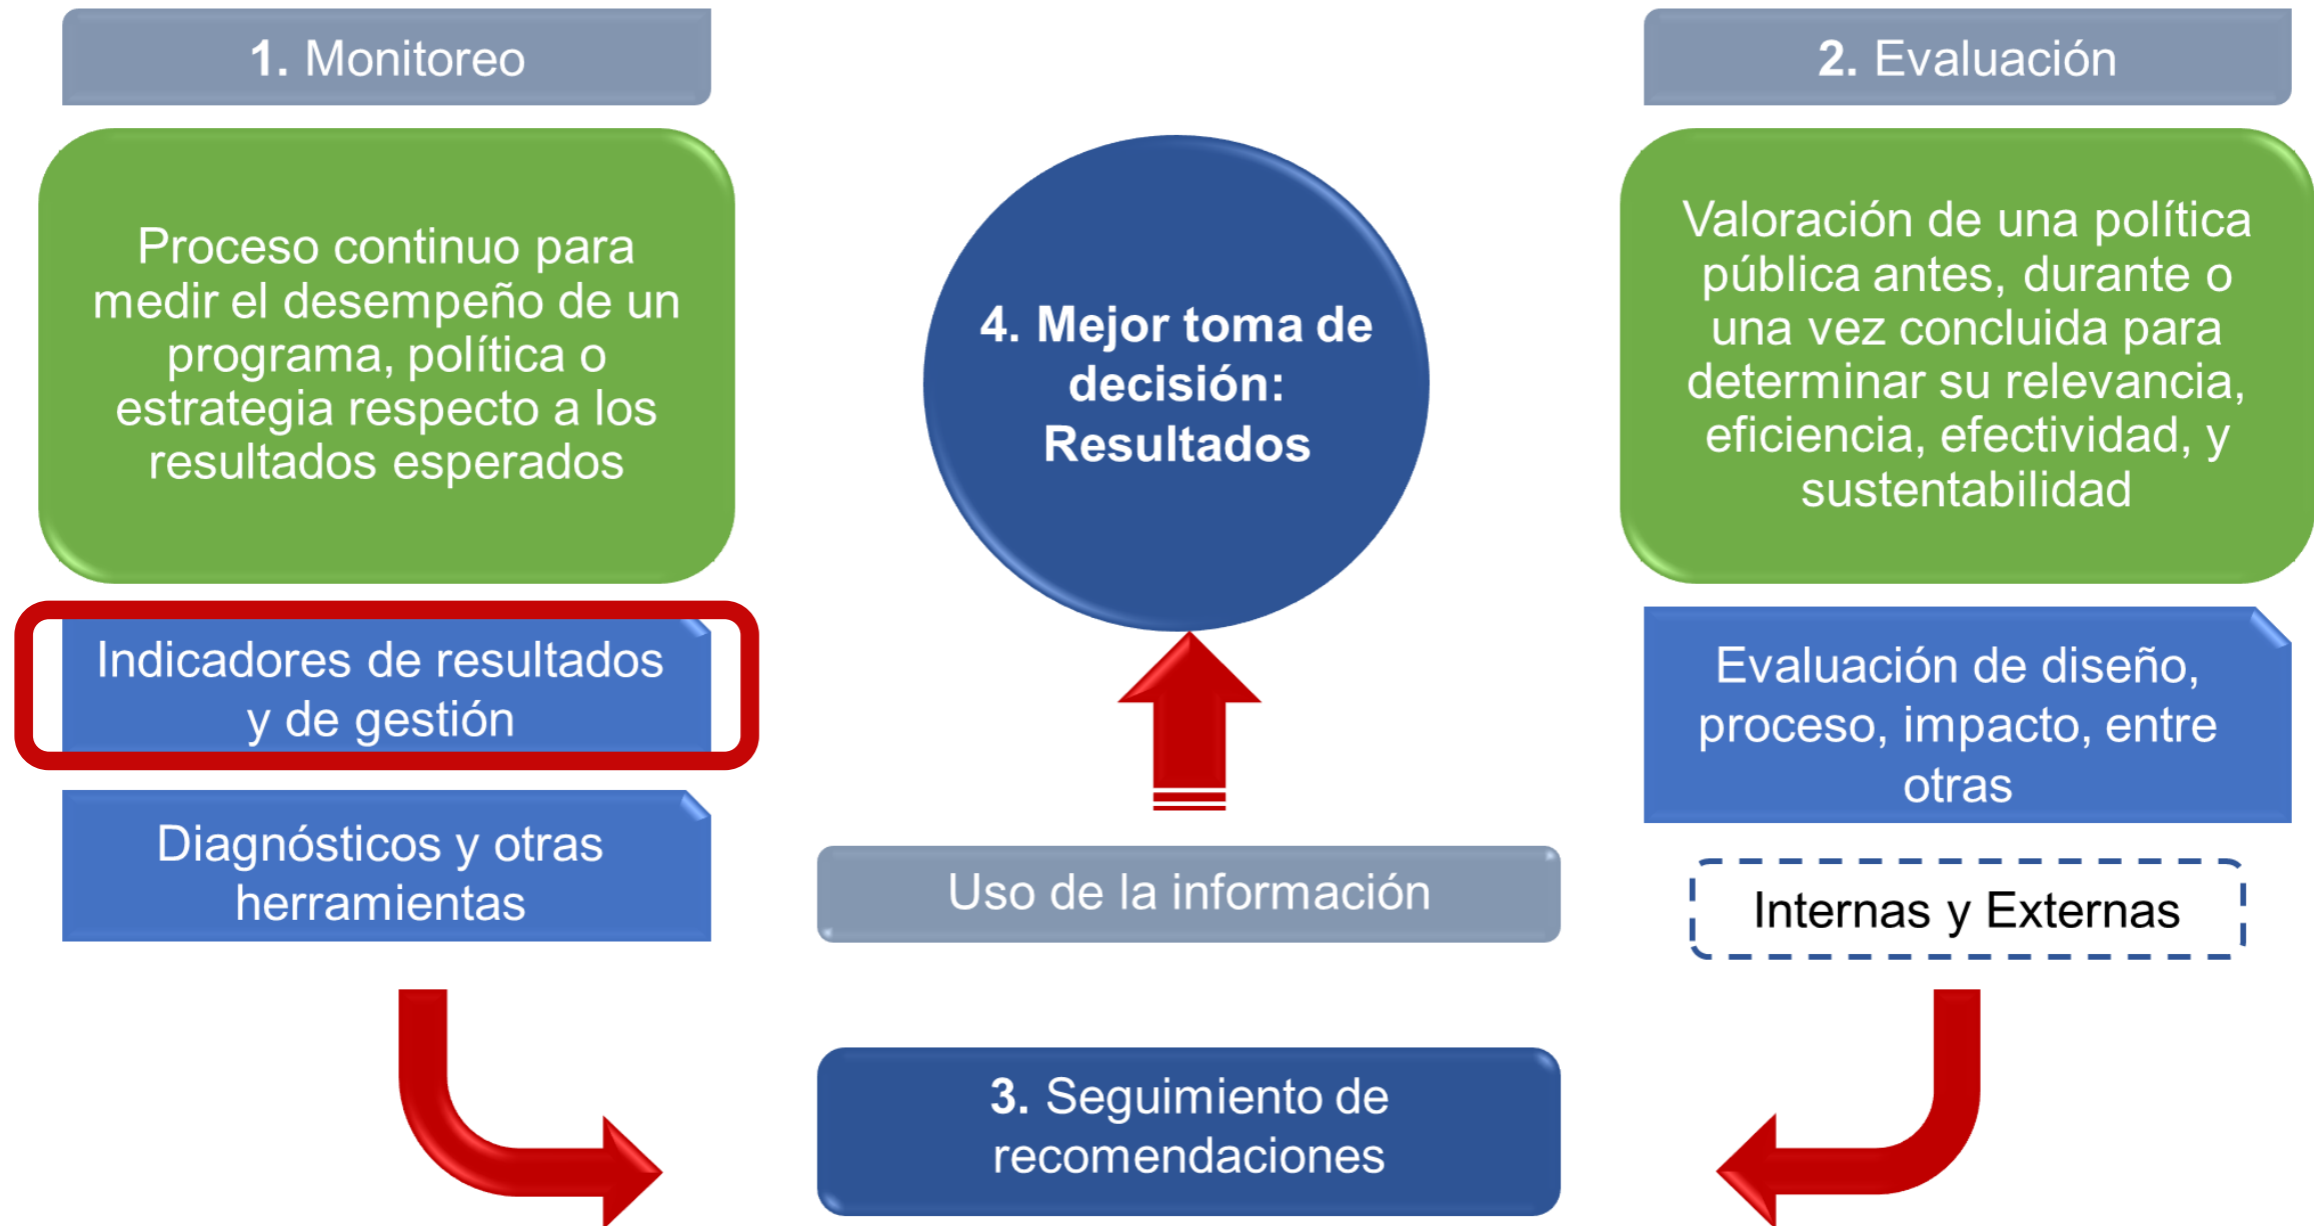 1. Monitoreo
Proceso continuo para
medir el desempeño de un
programa, política o
estrategia respecto a los
resultados esperados
Indicadores de resultados
y de gestión
Diagnósticos y otras
herramientas
4. Mejor toma de
decisión:
Resultados
Uso de la información
3. Seguimiento de
recomendaciones
2. Evaluación
Valoración de una política
pública antes, durante o
una vez concluida para
determinar su relevancia,
eficiencia, efectividad, y
sustentabilidad
Evaluación de diseño,
proceso, impacto, entre
otras
Internas y Externas